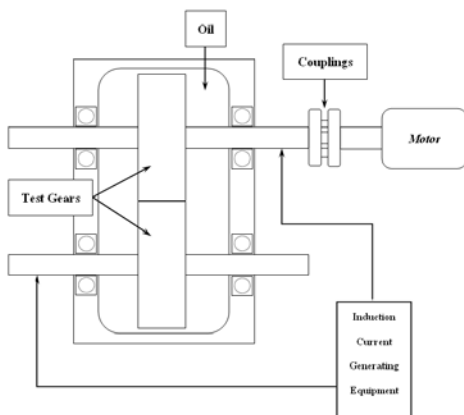 Oil
Couplings
Motor
Test Gears
Induction
Current
Generating
Equipment